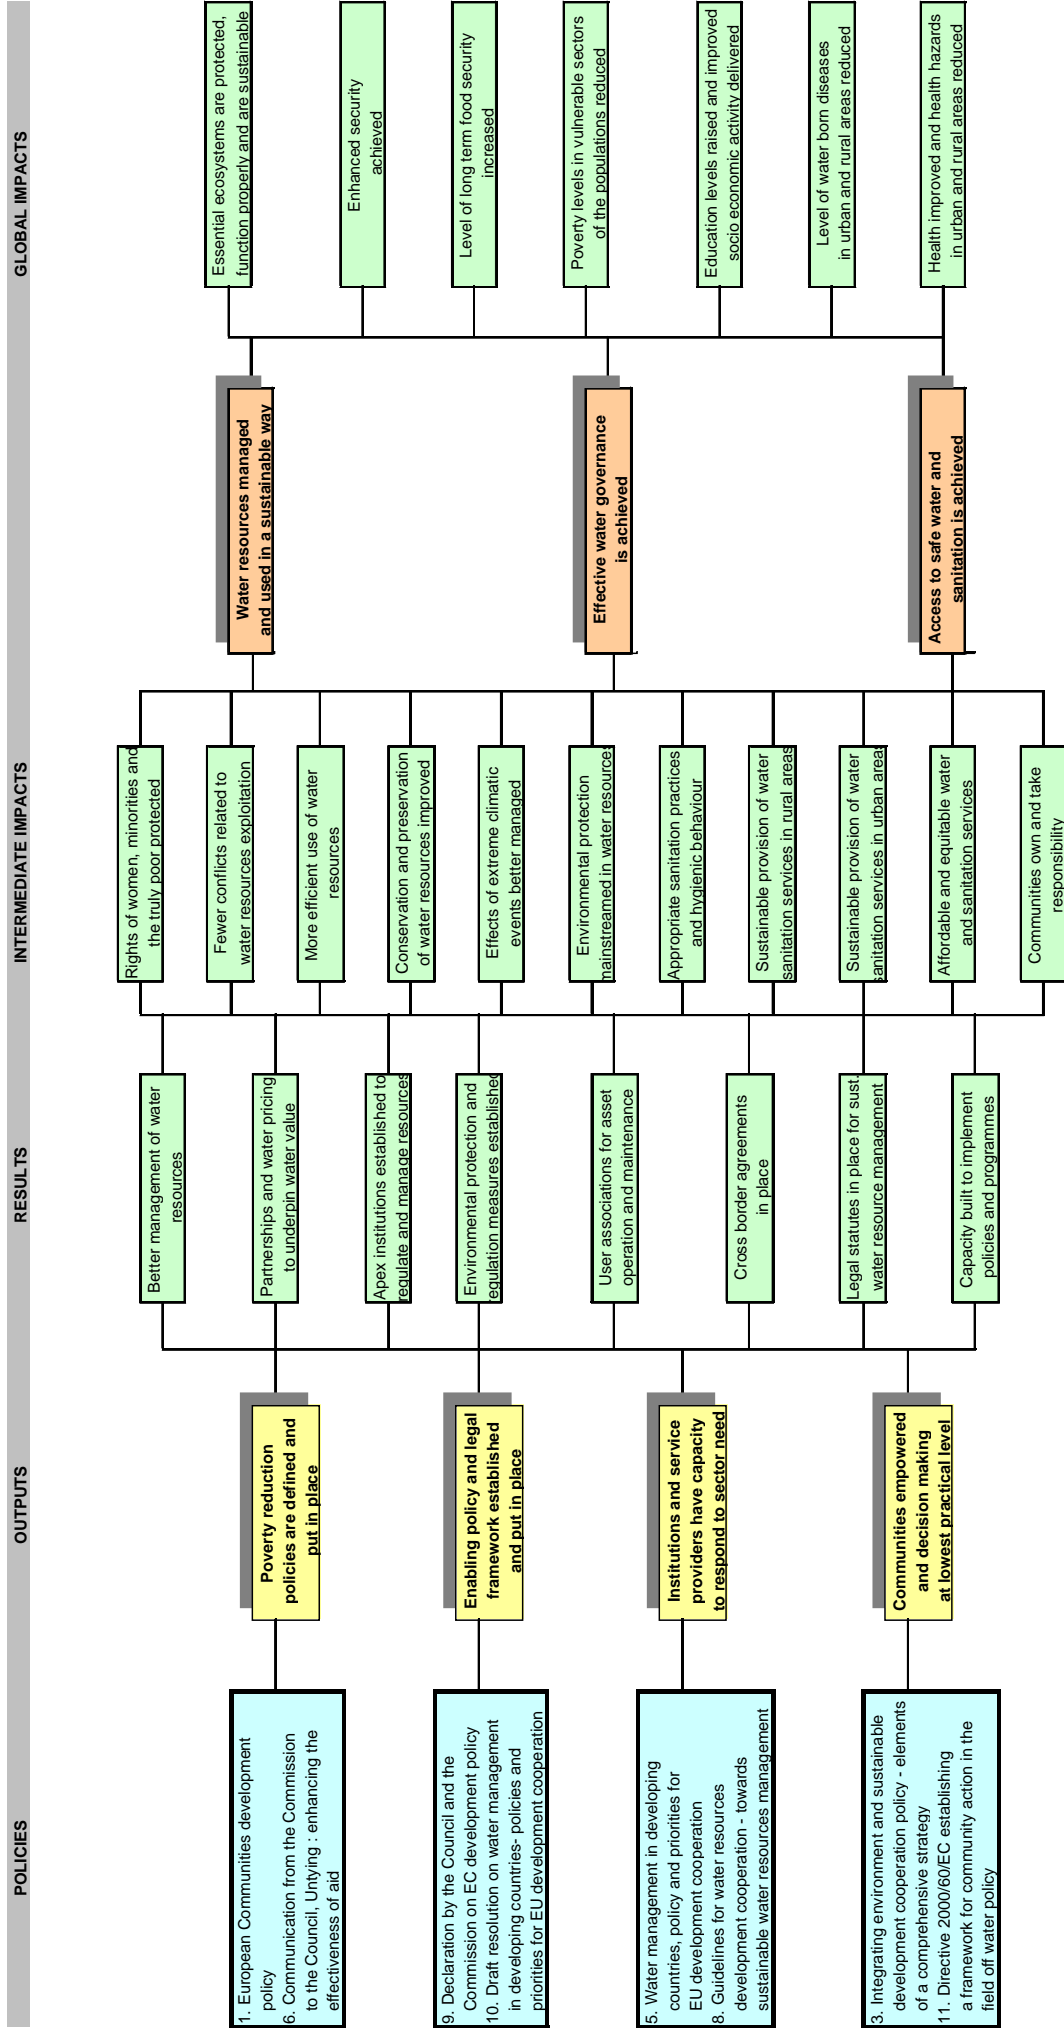 POLICIES
OUTPUTS
RESULTS
INTERMEDIATE IMPACTS
GLOBAL IMPACTS
1. European Communities development
policy
6. Communication from the Commission
to the Council, Untying : enhancing the
effectiveness of aid
9. Declaration by the Council and the
Commission on EC development policy
10. Draft resolution on water management
in developing countries- policies and
priorities for EU development cooperation
5. Water management in developing
countries, policy and priorities for
EU development cooperation
8. Guidelines for water resources
development cooperation - towards
sustainable water resources management
3. Integrating environment and sustainable
development cooperation policy - elements
of a comprehensive strategy
11. Directive 2000/60/EC establishing
a framework for community action in the
field off water policy
Poverty reduction
policies are defined and
put in place
Enabling policy and legal
framework established
and put in place
Institutions and service
providers have capacity
to respond to sector need
Communities empowered
and decision making
at lowest practical level
Better management of water
resources
Partnerships and water pricing
to underpin water value
Apex institutions established to
regulate and manage resources
Environmental protection and
regulation measures established
User associations for asset
operation and maintenance
Cross border agreements
in place
Legal statutes in place for sust.
water resource management
Capacity built to implement
policies and programmes
Rights of women, minorities and
the truly poor protected
Fewer conflicts related to
water resources exploitation
More efficient use of water
resources
Conservation and preservation
of water resources improved
Effects of extreme climatic
events better managed
Environmental protection
mainstreamed in water resources
Appropriate sanitation practices
and hygienic behaviour
Sustainable provision of water
sanitation services in rural areas
Sustainable provision of water
sanitation services in urban areas
Affordable and equitable water
and sanitation services
Communities own and take
responsibility
Water resources managed
and used in a sustainable way
Effective water governance
is achieved
Access to safe water and
sanitation is achieved
Essential ecosystems are protected,
function properly and are sustainable
Enhanced security
achieved
Level of long term food security
increased
Poverty levels in vulnerable sectors
of the populations reduced
Education levels raised and improved
socio economic activity delivered
Level of water born diseases
in urban and rural areas reduced
Health improved and health hazards
in urban and rural areas reduced